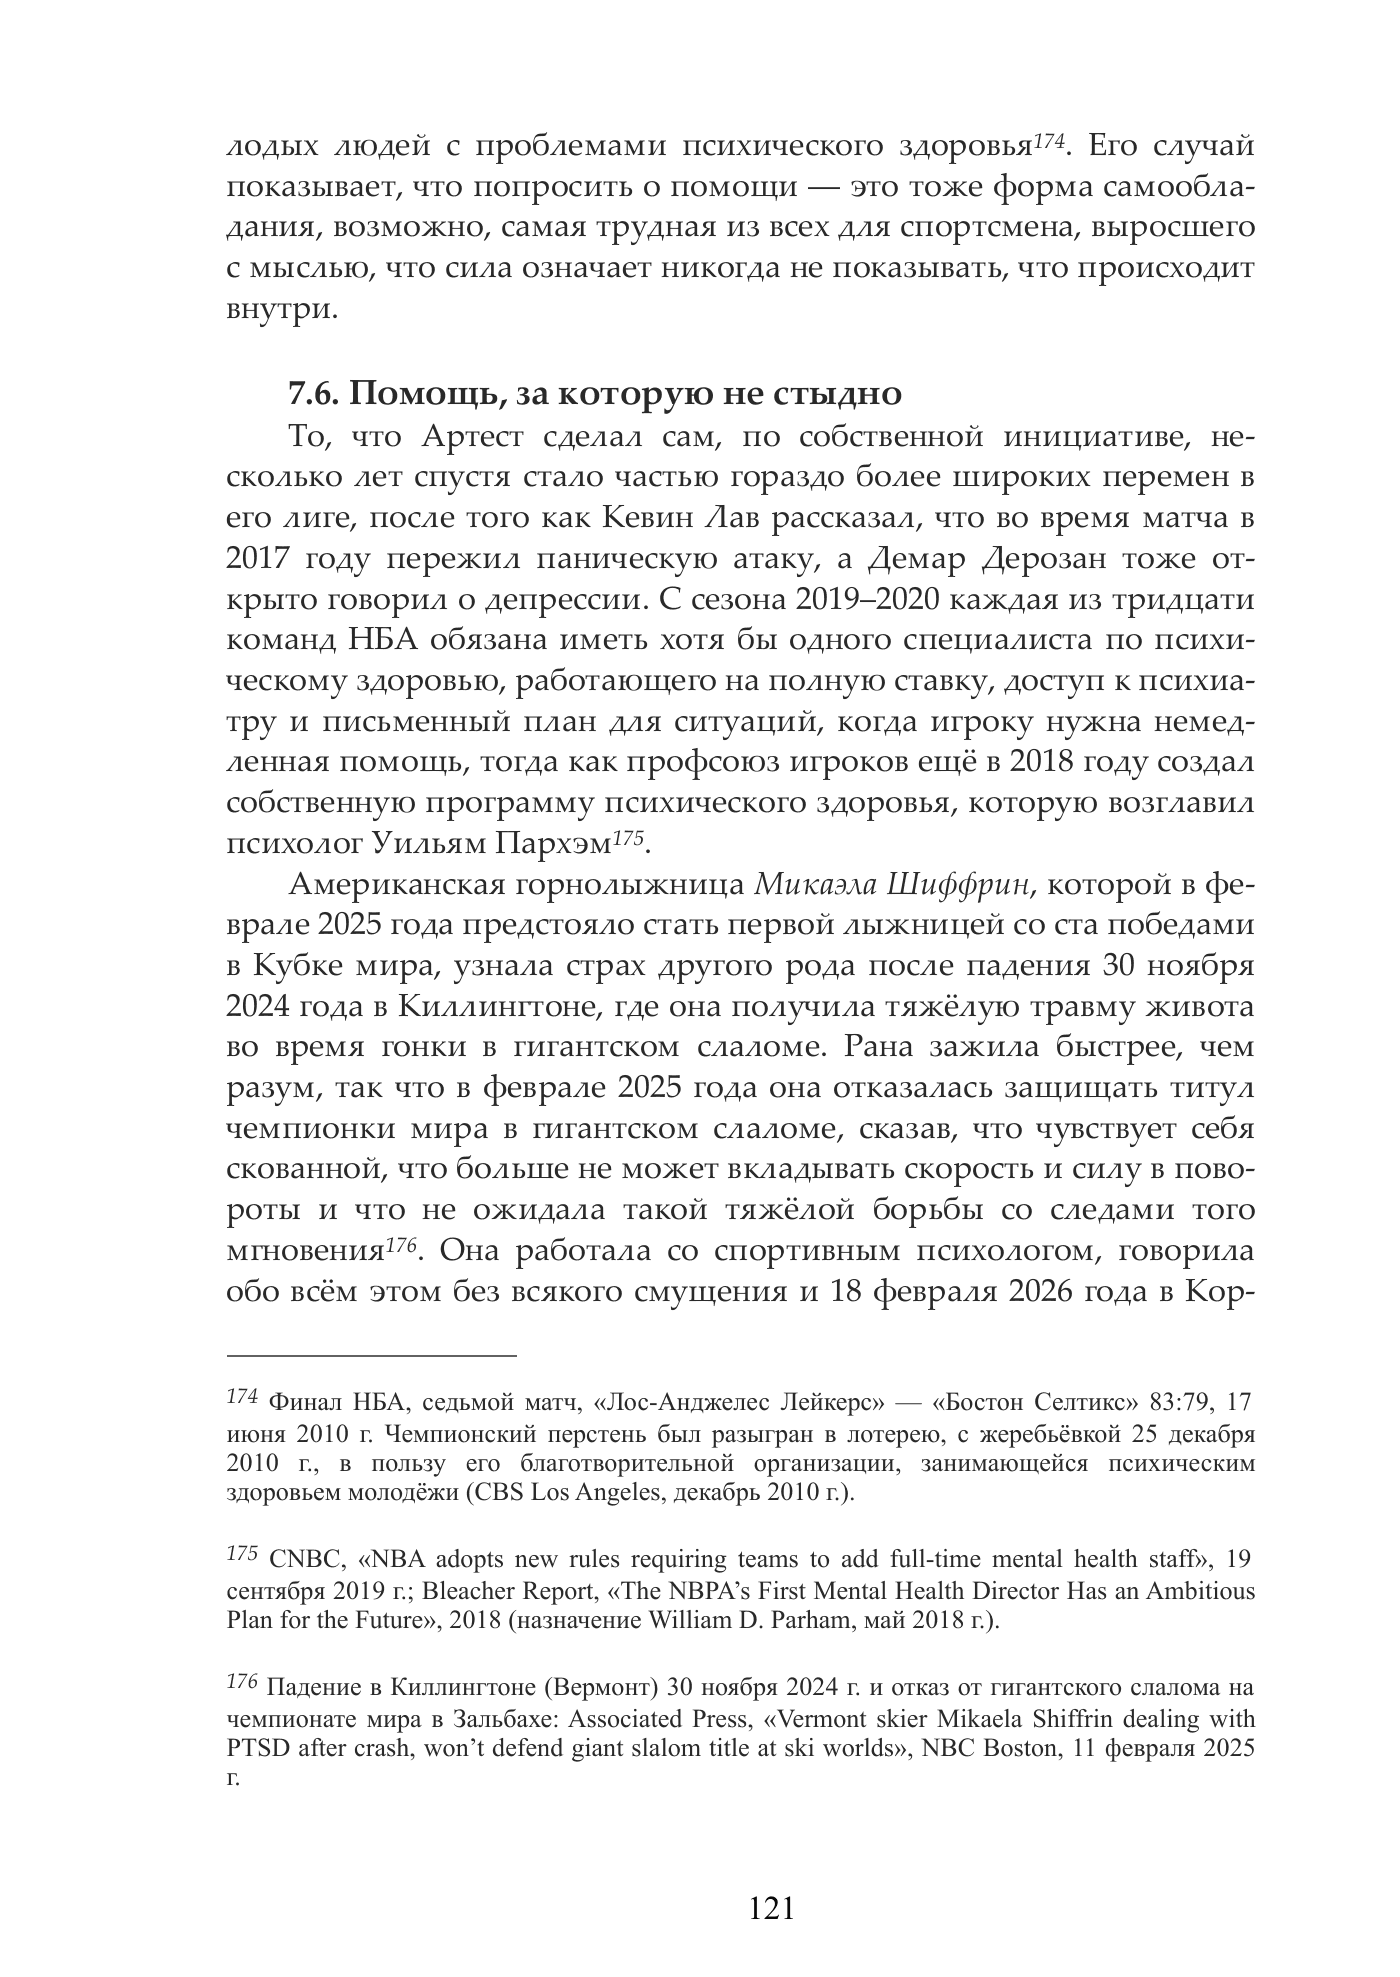 лодых людей с проблемами психического здоровья174. Его случай
показывает, что попросить о помощи — это тоже форма самообла-
дания, возможно, самая трудная из всех для спортсмена, выросшего
с мыслью, что сила означает никогда не показывать, что происходит
внутри.
7.6. Помощь, за которую не стыдно
То, что Артест сделал сам, по собственной инициативе, не-
сколько лет спустя стало частью гораздо более широких перемен в
его лиге, после того как Кевин Лав рассказал, что во время матча в
2017 году пережил паническую атаку, а Демар Дерозан тоже от-
крыто говорил о депрессии. С сезона 2019–2020 каждая из тридцати
команд НБА обязана иметь хотя бы одного специалиста по психи-
ческому здоровью, работающего на полную ставку, доступ к психиа-
тру и письменный план для ситуаций, когда игроку нужна немед-
ленная помощь, тогда как профсоюз игроков ещё в 2018 году создал
собственную программу психического здоровья, которую возглавил
психолог Уильям Пархэм175.
Американская горнолыжница Микаэла Шиффрин, которой в фе-
врале 2025 года предстояло стать первой лыжницей со ста победами
в Кубке мира, узнала страх другого рода после падения 30 ноября
2024 года в Киллингтоне, где она получила тяжёлую травму живота
во время гонки в гигантском слаломе. Рана зажила быстрее, чем
разум, так что в феврале 2025 года она отказалась защищать титул
чемпионки мира в гигантском слаломе, сказав, что чувствует себя
скованной, что больше не может вкладывать скорость и силу в пово-
роты и что не ожидала такой тяжёлой борьбы со следами того
мгновения176. Она работала со спортивным психологом, говорила
обо всём этом без всякого смущения и 18 февраля 2026 года в Кор-
174 Финал НБА, седьмой матч, «Лос-Анджелес Лейкерс» — «Бостон Селтикс» 83:79, 17
июня 2010 г. Чемпионский перстень был разыгран в лотерею, с жеребьёвкой 25 декабря
2010 г., в пользу его благотворительной организации, занимающейся психическим
здоровьем молодёжи (CBS Los Angeles, декабрь 2010 г.).
175 CNBC, «NBA adopts new rules requiring teams to add full-time mental health staff», 19
сентября 2019 г.; Bleacher Report, «The NBPA’s First Mental Health Director Has an Ambitious
Plan for the Future», 2018 (назначение William D. Parham, май 2018 г.).
176 Падение в Киллингтоне (Вермонт) 30 ноября 2024 г. и отказ от гигантского слалома на
чемпионате мира в Зальбахе: Associated Press, «Vermont skier Mikaela Shiffrin dealing with
PTSD after crash, won’t defend giant slalom title at ski worlds», NBC Boston, 11 февраля 2025
г.
121